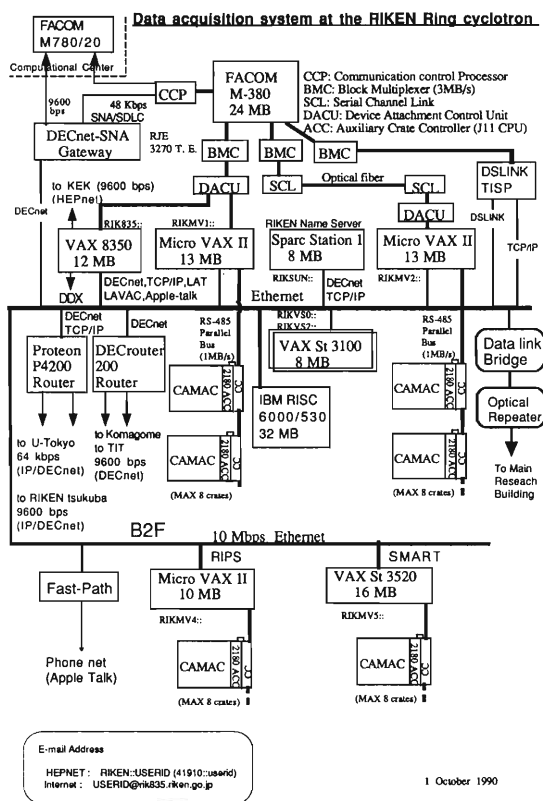 Data acquisition system at the RIKEN Ring cyclotron
FACOM
M780/20
Computational Center
9600
bps
48 Kbps
SNA/SDLC
CCP
FACOM
M-380
24 MB
CCP: Communication control Processor
BMC: Block Multiplexer (3MB/s)
SCL: Serial Channel Link
DACU: Device Attachment Control Unit
ACC: Auxiliary Crate Controller (J11 CPU)
DECnet-SNA
Gateway
RJE
3270 T. E.
BMC
BMC
BMC
DACU
SCL
Optical fiber
SCL
DACU
DSLINK
TISP
DECnet
to KEK (9600 bps)
(HEPnet)
RIK835::
RIKMV1::
RIKEN Name Server
DSLINK
TCP/IP
VAX 8350
12 MB
Micro VAX II
13 MB
Sparc Station 1
8 MB
Micro VAX II
13 MB
DDX
DECnet,TCP/IP,LAT
LAVAC,Apple-talk
RIKSUN::
DECnet
TCP/IP
RIKMV2::
Ethernet
DECnet
TCP/IP
DECnet
RS-485
Parallel
Bus
(1MB/s)
RIKVS0::
RIKVS2::
RS-485
Parallel
Bus
(1MB/s)
Proteon
P4200
Router
DECrouter
200
Router
VAX St 3100
8 MB
Data link
Bridge
CAMAC
2180 ACC
CC
IBM RISC
6000/530
32 MB
CAMAC
2180 ACC
CC
Optical
Repeater
to U-Tokyo
64 kbps
(IP/DECnet)
to Komagome
to TIT
9600 bps
(DECnet)
CAMAC
2180 ACC
CC
CAMAC
2180 ACC
CC
To Main
Reseach
Building
(MAX 8 crates)
(MAX 8 crates)
to RIKEN tsukuba
9600 bps
(IP/DECnet)
B2F
10 Mbps Ethernet
RIPS
SMART
Fast-Path
Micro VAX II
10 MB
VAX St 3520
16 MB
RIKMV4::
RIKMV5::
Phone net
(Apple Talk)
CAMAC
2180 ACC
CC
CAMAC
2180 ACC
CC
(MAX 8 crates)
(MAX 8 crates)
E-mail Address
HEPNET : RIKEN::USERID (41910::userid)
Internet : USERID@rik835.riken.go.jp
1 October 1990